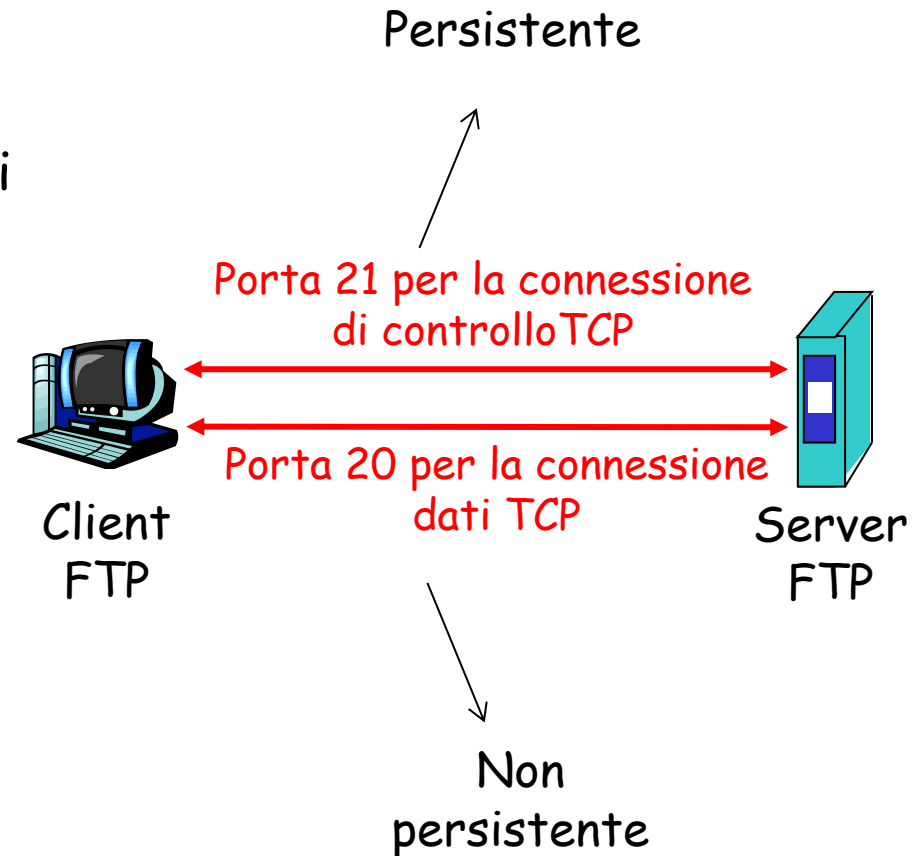 Persistente
i
Porta 21 per la connessione
di controlloTCP
Porta 20 per la connessione
dati TCP
Client
FTP
Server
FTP
Non
persistente